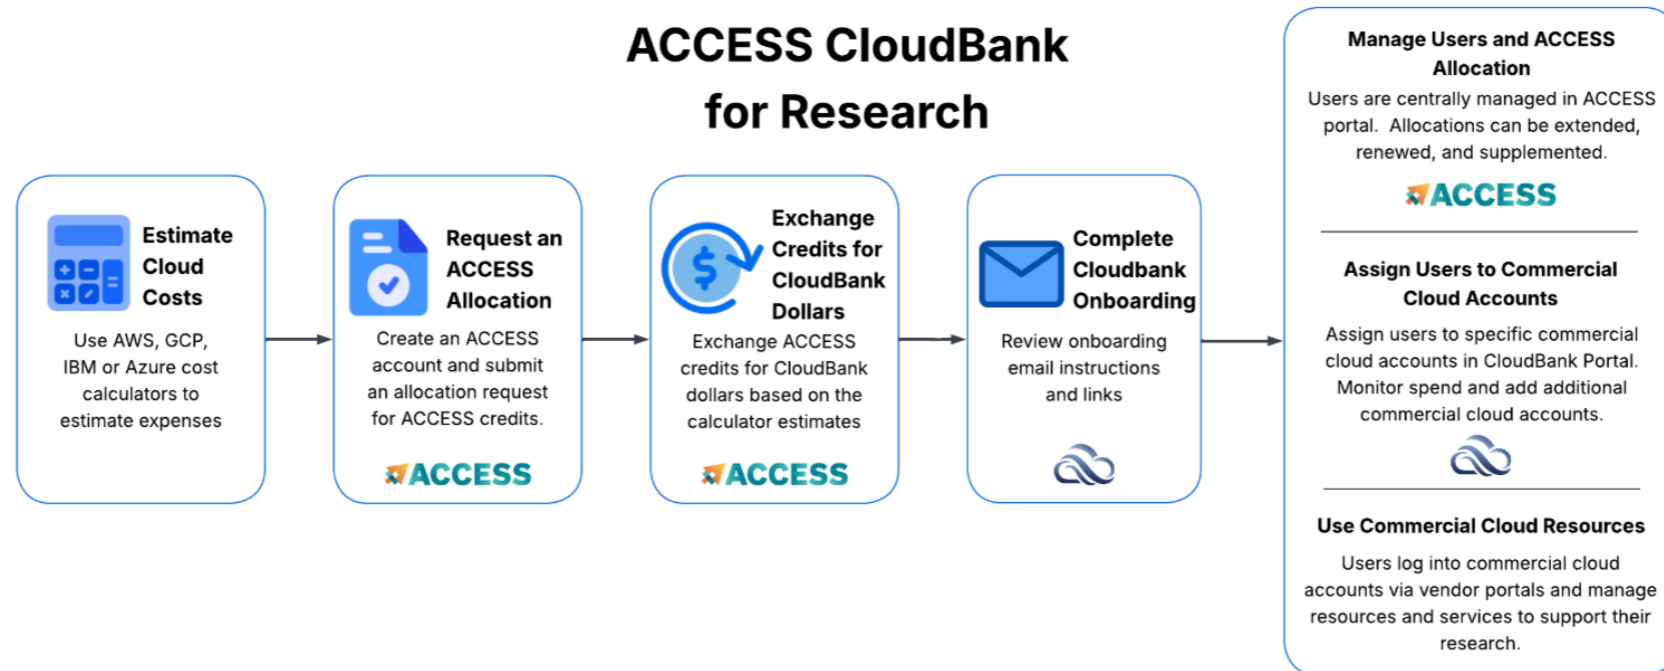 ACCESS CloudBank
for Research
Estimate
Cloud
Costs
Use AWS, GCP,
IBM or Azure cost
calculators to
estimate expenses
Request an
ACCESS
Allocation
Create an ACCESS
account and submit
an allocation request
for ACCESS credits.
ACCESS
Exchange
Credits for
CloudBank
Dollars
Exchange ACCESS
credits for CloudBank
dollars based on the
calculator estimates
ACCESS
Complete
Cloudbank
Onboarding
Review onboarding
email instructions
and links
Manage Users and ACCESS
Allocation
Users are centrally managed in ACCESS
portal. Allocations can be extended,
renewed, and supplemented.
ACCESS
Assign Users to Commercial
Cloud Accounts
Assign users to specific commercial
cloud accounts in CloudBank Portal.
Monitor spend and add additional
commercial cloud accounts.
Use Commercial Cloud Resources
Users log into commercial cloud
accounts via vendor portals and manage
resources and services to support their
research.